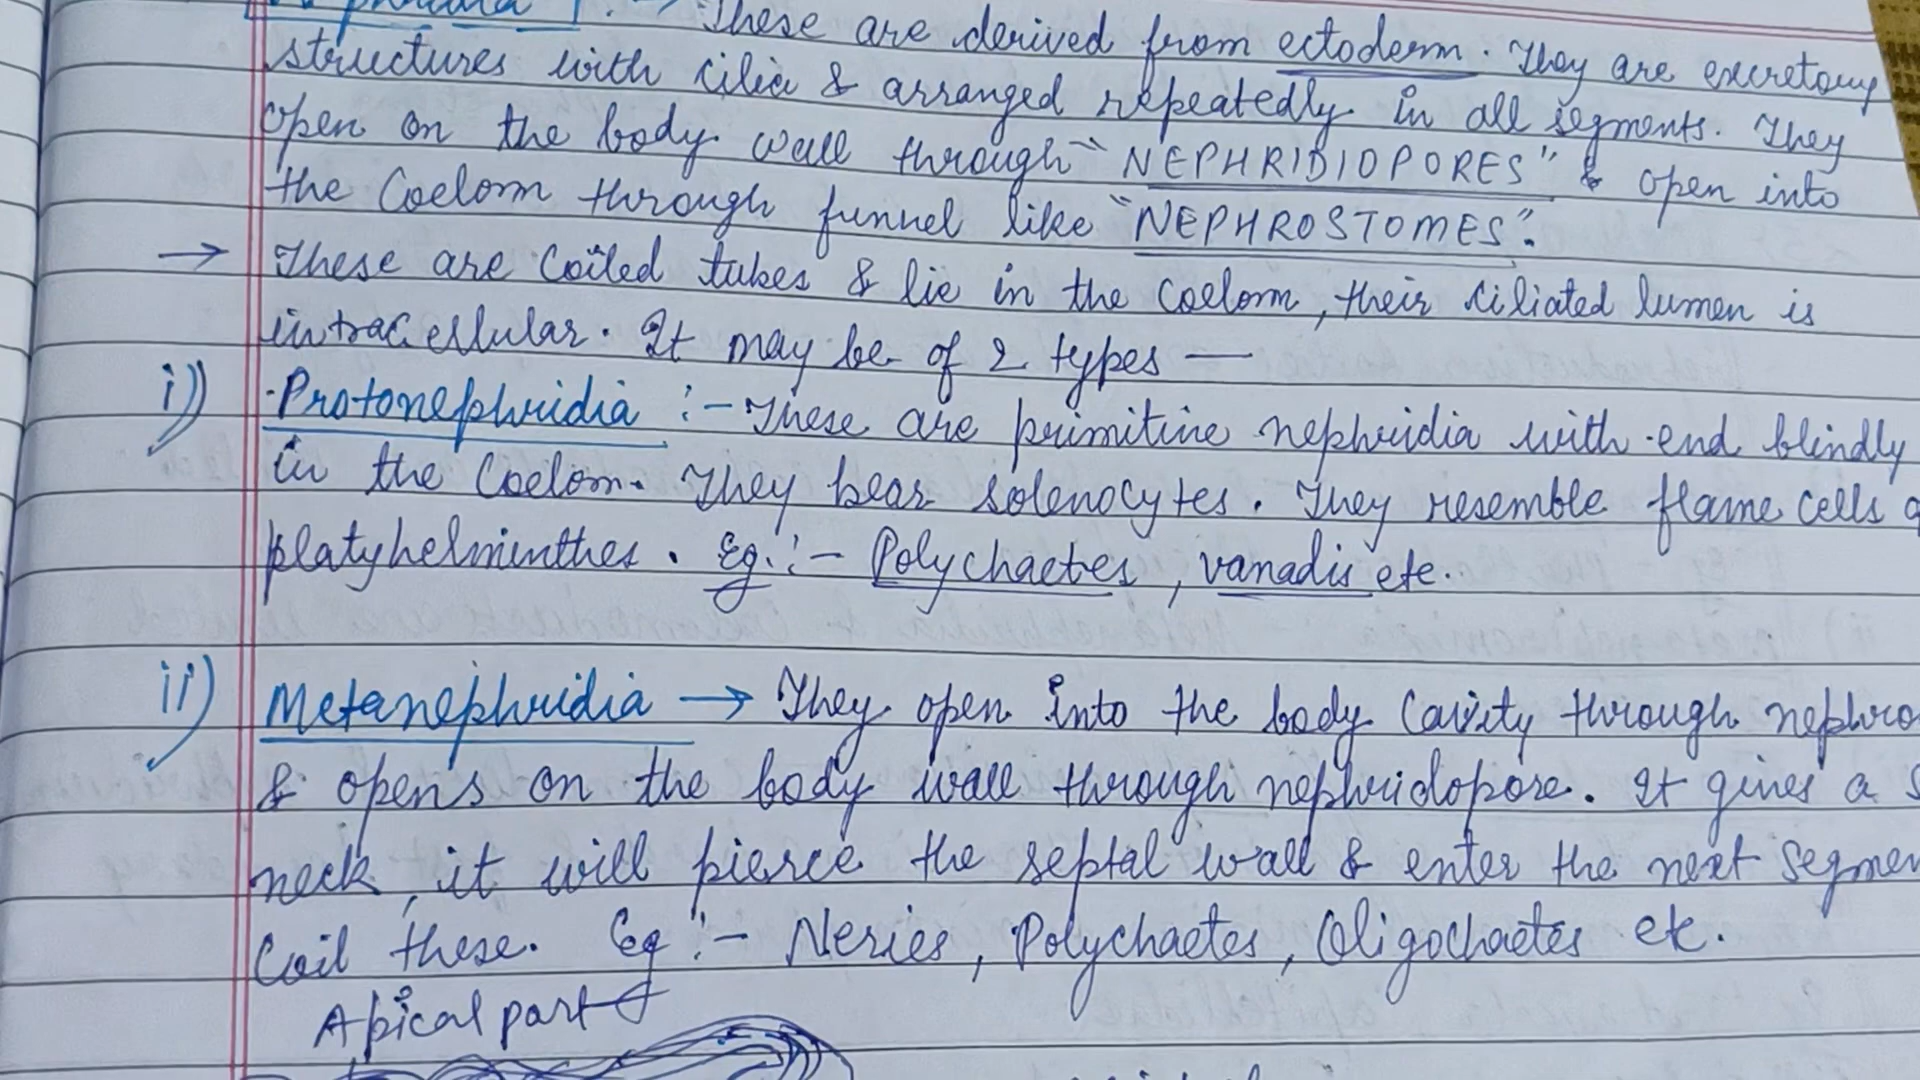 These are derived from ectoderm. They are excretory
structures with cilia & arranged repeatedly in all segments. They
open on the body wall through "NEPHRIDIOPORES" & open into
the Coelom through funnel like "NEPHROSTOMES".
→ These are Coiled tubes & lie in the coelom, their ciliated lumen is
intracellular. It may be of 2 types —
i) Protonephridia :- These are primitive nephridia with end blindly
in the Coelom. They bear solenocytes. They resemble flame cells
platyhelminthes. Eg. :- Polychaetes, vanadis etc.
ii) Metanephridia → They open into the body Cavity through nephro
& opens on the body wall through nephridiopore. It gives a
neck, it will pierce the septal wall & enter the next segmen
Coil these. Eg :- Neries, Polychaetes, Oligochaetes etc.
Apical part